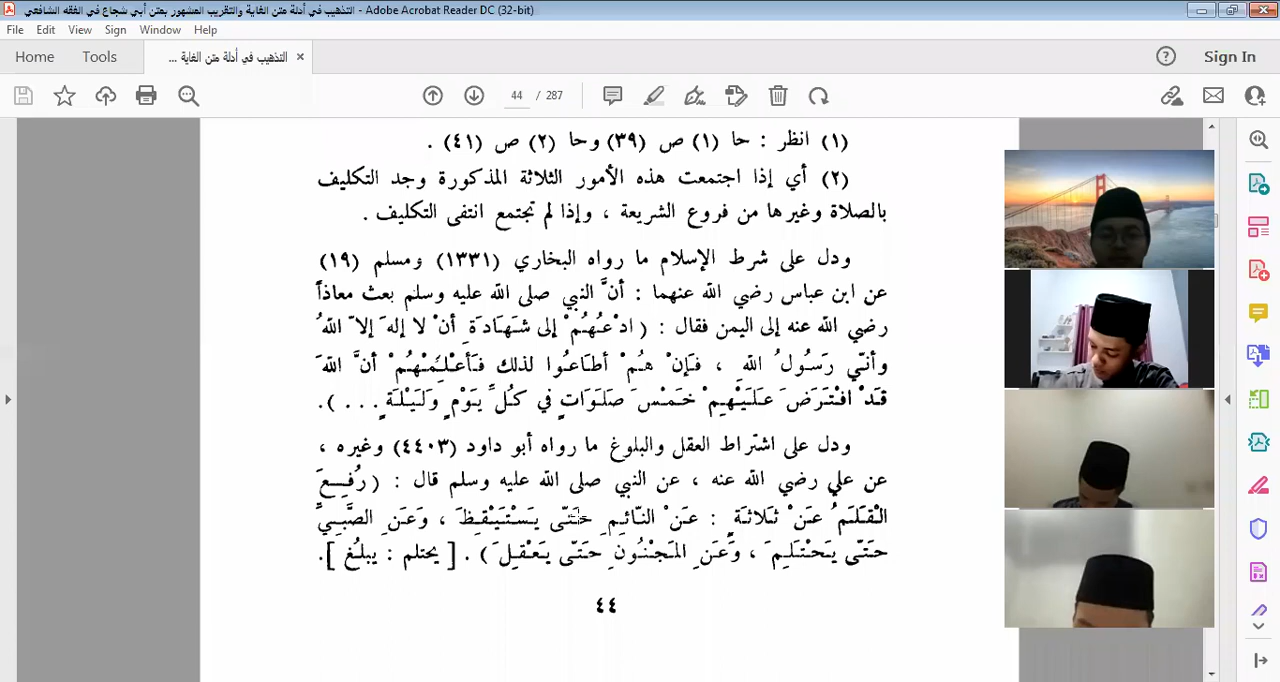 التذهيب في أدلة متن الغاية والتقريب المشهور بمتن أبي شجاع في الفقه الشافعي - Adobe Acrobat Reader DC (32-bit)
File Edit View Sign Window Help
Home Tools التذهيب في أدلة متن الغاية ... × Sign In
44 / 287
(١) انظر : حا (١) ص (٣٩) وحا (٢) ص (٤١) .
(٢) أي إذا اجتمعت هذه الأمور الثلاثة المذكورة وجد التكليف
بالصلاة وغيرها من فروع الشريعة ، وإذا لم تجتمع انتفى التكليف .
ودل على شرط الإسلام ما رواه البخاري (١٣٣١) ومسلم (١٩)
عن ابن عباس رضي الله عنهما : أنَّ النبي صلى الله عليه وسلم بعث معاذاً
رضي الله عنه إلى اليمن فقال : ( ادْعُهُمْ إلى شَهَادَةِ أنْ لا إلهَ إلاّ اللهُ
وأنّي رَسُولُ اللهِ ، فَإنْ هُمْ أطَاعُوا لذلك فَأعْلِمْهُمْ أنَّ اللهَ
قَدْ افْتَرَضَ عَلَيْهِمْ خَمْسَ صَلَوَاتٍ في كُلِّ يَوْمٍ وَلَيْلَةٍ . . . ) .
ودل على اشتراط العقل والبلوغ ما رواه أبو داود (٤٤٠٣) وغيره ،
عن علي رضي الله عنه ، عن النبي صلى الله عليه وسلم قال : ( رُفِعَ
الْقَلَمُ عَنْ ثَلاثَةٍ : عَنْ النَّائِمِ حَتّى يَسْتَيْقِظَ ، وَعَنِ الصَّبِيِّ
حَتّى يَحْتَلِمَ ، وَعَنِ المَجْنُونِ حَتّى يَعْقِلَ ) . [ يحتلم : يبلُغ ] .
٤٤